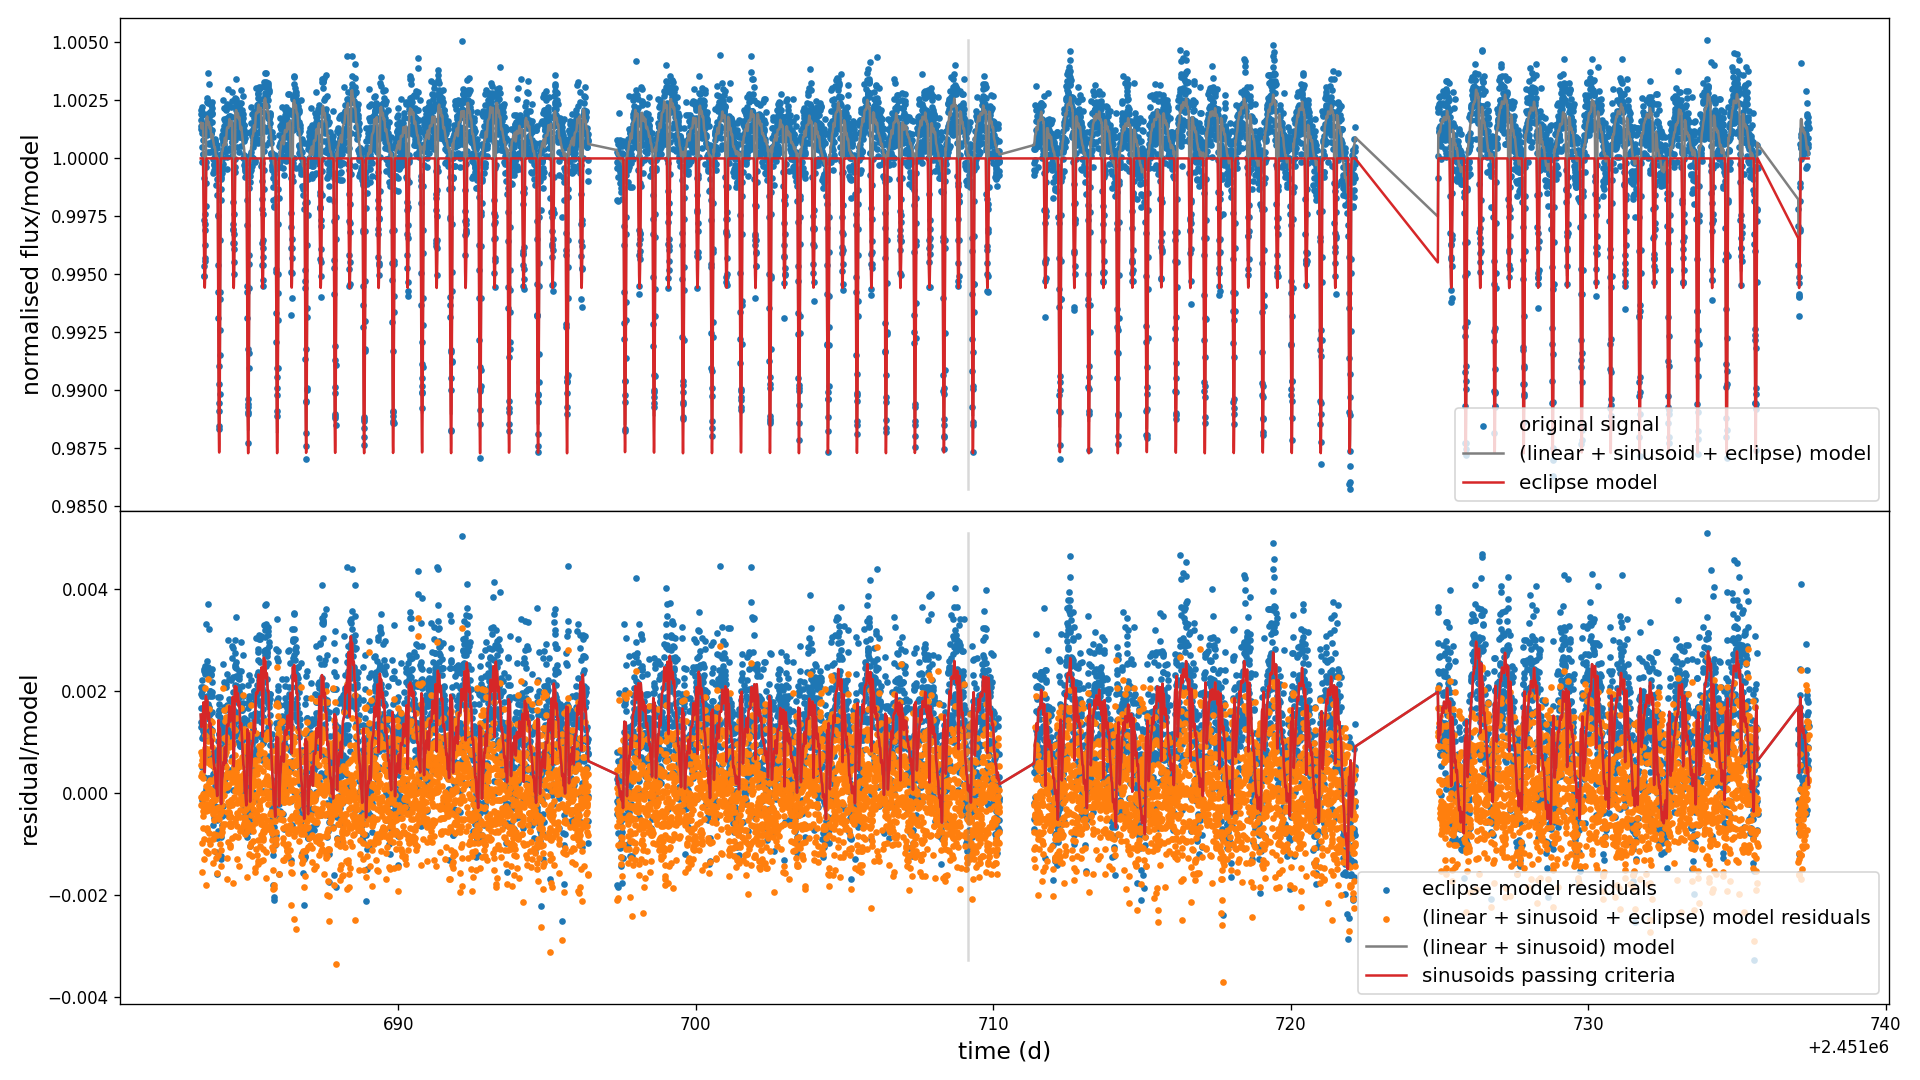 normalised flux/model
1.0050
1.0025
1.0000
0.9975
0.9950
0.9925
0.9900
0.9875
0.9850
original signal
(linear + sinusoid + eclipse) model
eclipse model
residual/model
0.004
0.002
0.000
−0.002
−0.004
eclipse model residuals
(linear + sinusoid + eclipse) model residuals
(linear + sinusoid) model
sinusoids passing criteria
690 700 710 720 730 740
time (d)
+2.451e6